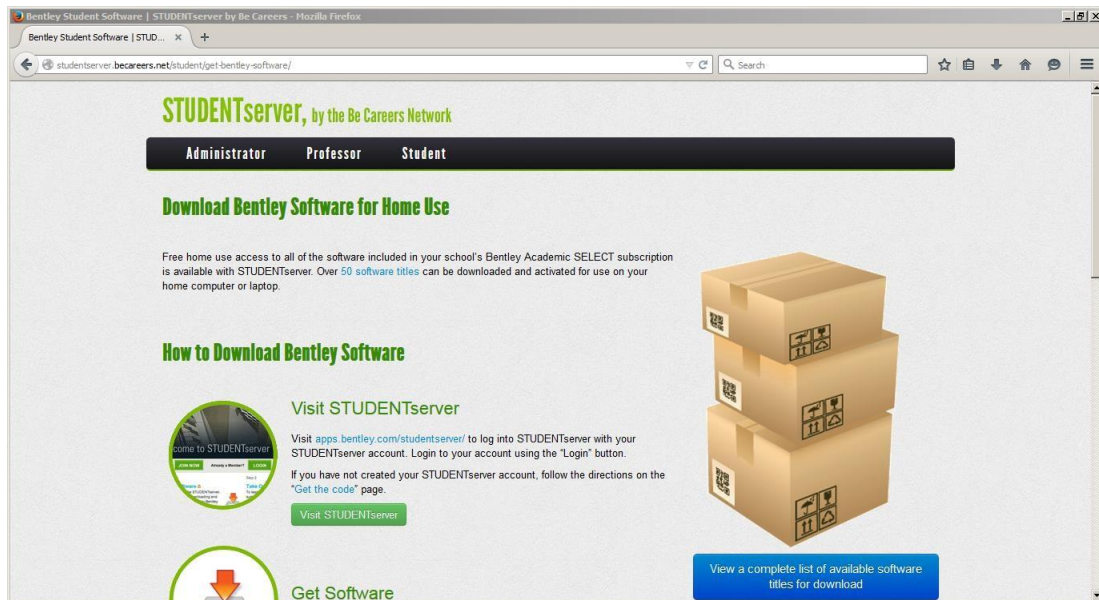 Bentley Student Software | STUDENTserver by Be Careers - Mozilla Firefox
Bentley Student Software | STUD...
studentserver.becareers.net/student/get-bentley-software/
Search
STUDENTserver, by the Be Careers Network
Administrator Professor Student
Download Bentley Software for Home Use
Free home use access to all of the software included in your school's Bentley Academic SELECT subscription
is available with STUDENTserver. Over 50 software titles can be downloaded and activated for use on your
home computer or laptop.
How to Download Bentley Software
come to STUDENTserver
JOIN NOW Already a Member? LOGIN
Visit STUDENTserver
Visit apps.bentley.com/studentserver/ to log into STUDENTserver with your
STUDENTserver account. Login to your account using the "Login" button.
If you have not created your STUDENTserver account, follow the directions on the
"Get the code" page.
Visit STUDENTserver
View a complete list of available software
titles for download
Get Software